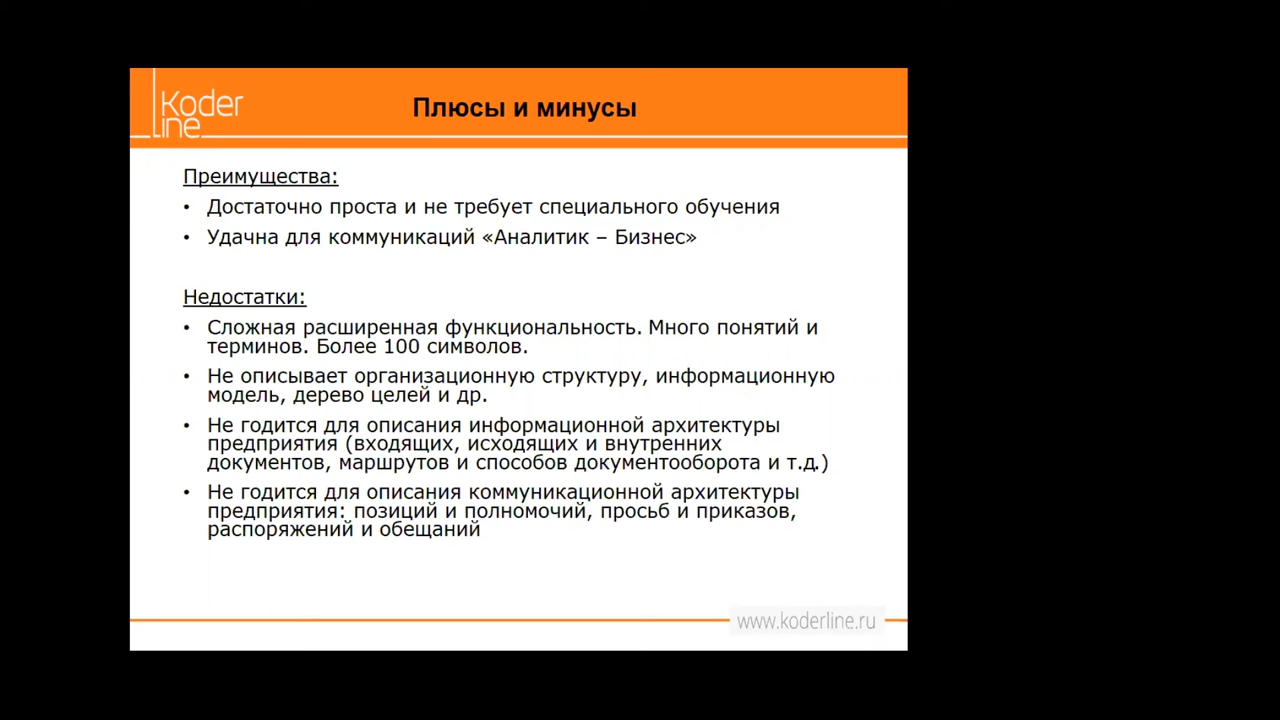 Koder
line
Плюсы и минусы
Преимущества:
• Достаточно проста и не требует специального обучения
• Удачна для коммуникаций «Аналитик – Бизнес»
Недостатки:
• Сложная расширенная функциональность. Много понятий и
терминов. Более 100 символов.
• Не описывает организационную структуру, информационную
модель, дерево целей и др.
• Не годится для описания информационной архитектуры
предприятия (входящих, исходящих и внутренних
документов, маршрутов и способов документооборота и т.д.)
• Не годится для описания коммуникационной архитектуры
предприятия: позиций и полномочий, просьб и приказов,
распоряжений и обещаний
www.koderline.ru